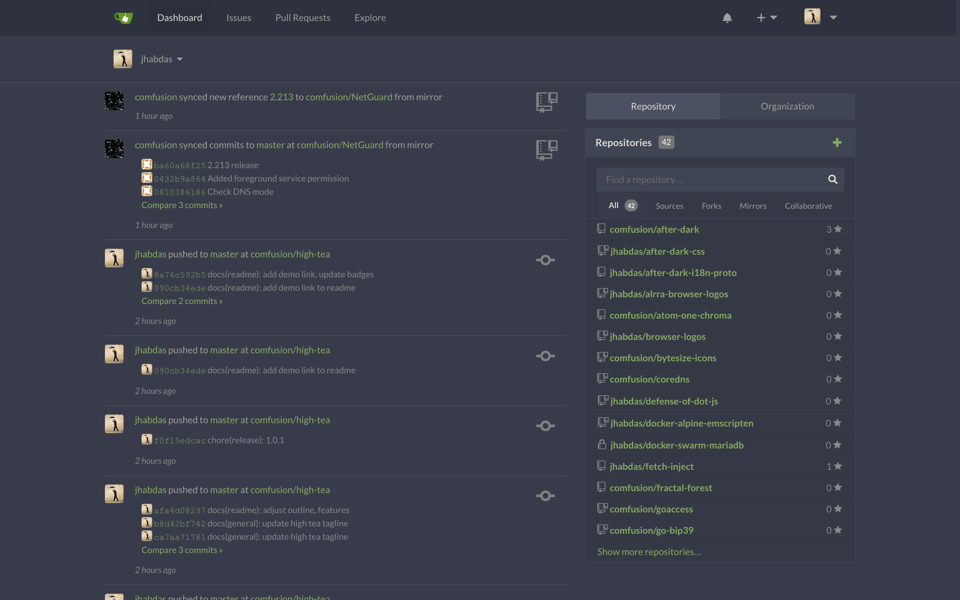 Dashboard Issues Pull Requests Explore
jhabdas
comfusion synced new reference 2.213 to comfusion/NetGuard from mirror
1 hour ago
comfusion synced commits to master at comfusion/NetGuard from mirror
ba60a68f25 2.213 release
0432b9a864 Added foreground service permission
0810386186 Check DNS mode
Compare 3 commits »
1 hour ago
jhabdas pushed to master at comfusion/high-tea
8a76c592b5 docs(readme): add demo link, update badges
090cb34ede docs(readme): add demo link to readme
Compare 2 commits »
2 hours ago
jhabdas pushed to master at comfusion/high-tea
090cb34ede docs(readme): add demo link to readme
2 hours ago
jhabdas pushed to master at comfusion/high-tea
f0f15edcac chore(release): 1.0.1
2 hours ago
jhabdas pushed to master at comfusion/high-tea
afa4d08297 docs(readme): adjust outline, features
b8d42bf742 docs(general): update high tea tagline
ca7aa71781 docs(general): update high tea tagline
Compare 3 commits »
2 hours ago
jhabdas pushed to master at comfusion/high-tea
Repository Organization
Repositories 42
Find a repository...
All 42 Sources Forks Mirrors Collaborative
comfusion/after-dark 3
jhabdas/after-dark-css 0
jhabdas/after-dark-i18n-proto 0
jhabdas/alrra-browser-logos 0
comfusion/atom-one-chroma 0
jhabdas/browser-logos 0
comfusion/bytesize-icons 0
comfusion/coredns 0
jhabdas/defense-of-dot-js 0
jhabdas/docker-alpine-emscripten 0
jhabdas/docker-swarm-mariadb 0
jhabdas/fetch-inject 1
comfusion/fractal-forest 0
comfusion/goaccess 0
comfusion/go-bip39 0
Show more repositories...